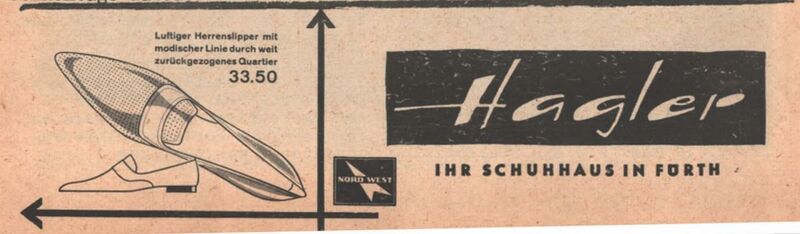 Luftiger Herrenslipper mit
modischer Linie durch weit
zurückgezogenes Quartier
33.50
Hagler
NORD WEST
IHR SCHUHHAUS IN FÜRTH